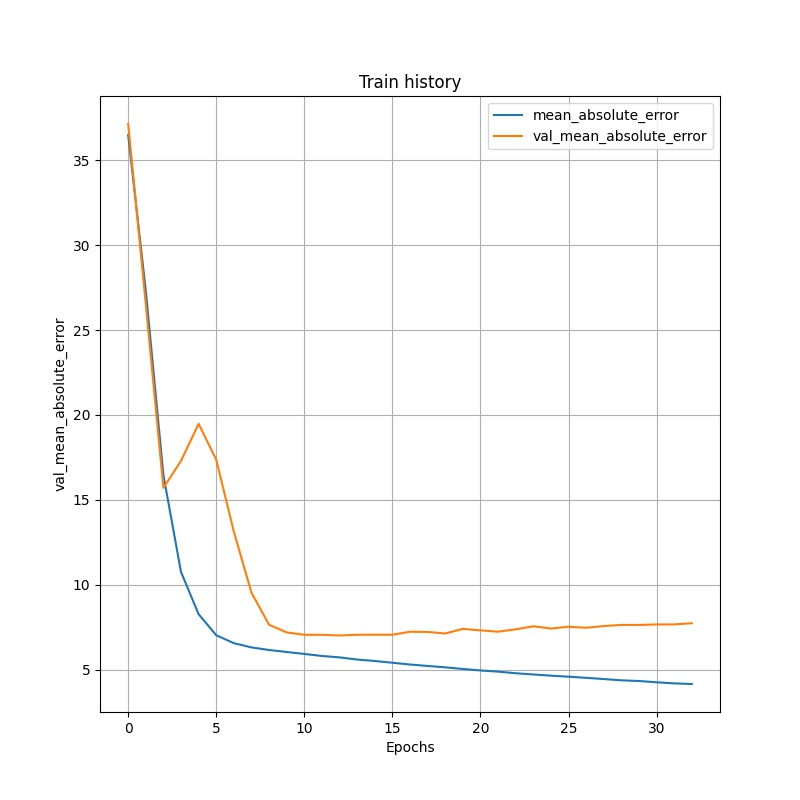 Train history
mean_absolute_error
val_mean_absolute_error
val_mean_absolute_error
35
30
25
20
15
10
5
0 5 10 15 20 25 30
Epochs